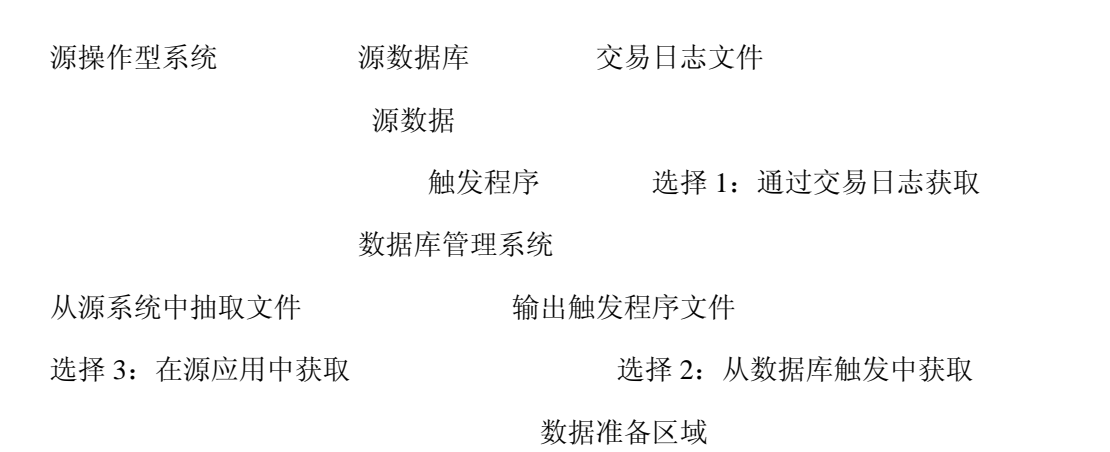 源操作型系统 源数据库 交易日志文件
源数据
触发程序 选择 1：通过交易日志获取
数据库管理系统
从源系统中抽取文件 输出触发程序文件
选择 3：在源应用中获取 选择 2：从数据库触发中获取
数据准备区域